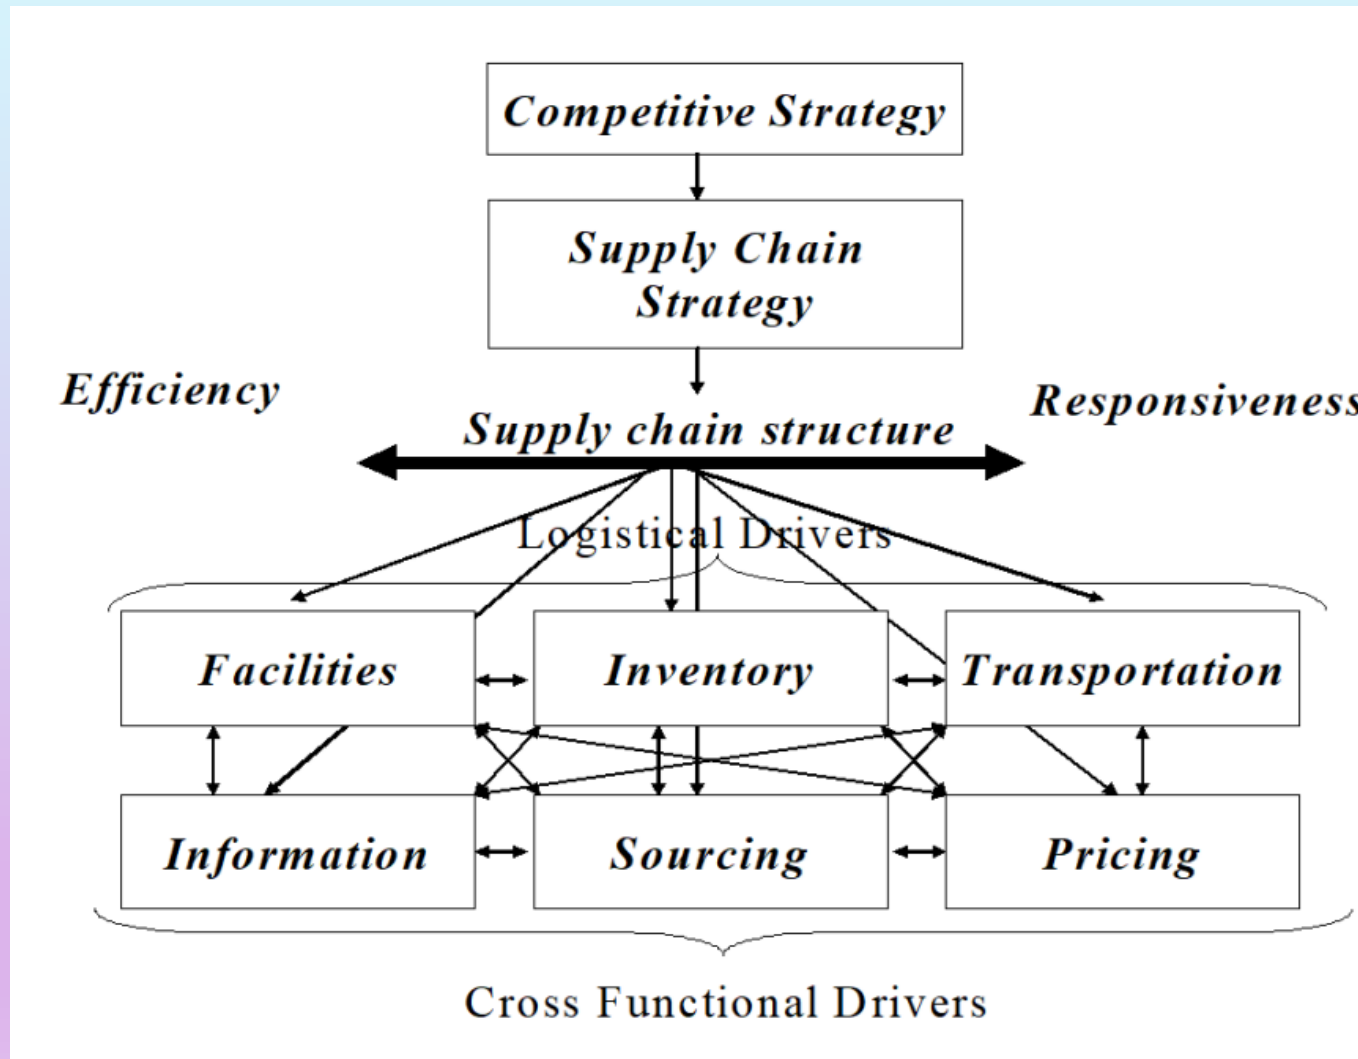 Competitive Strategy
Supply Chain
Strategy
Efficiency
Responsiveness
Supply chain structure
Logistical Drivers
Facilities
Inventory
Transportation
Information
Sourcing
Pricing
Cross Functional Drivers